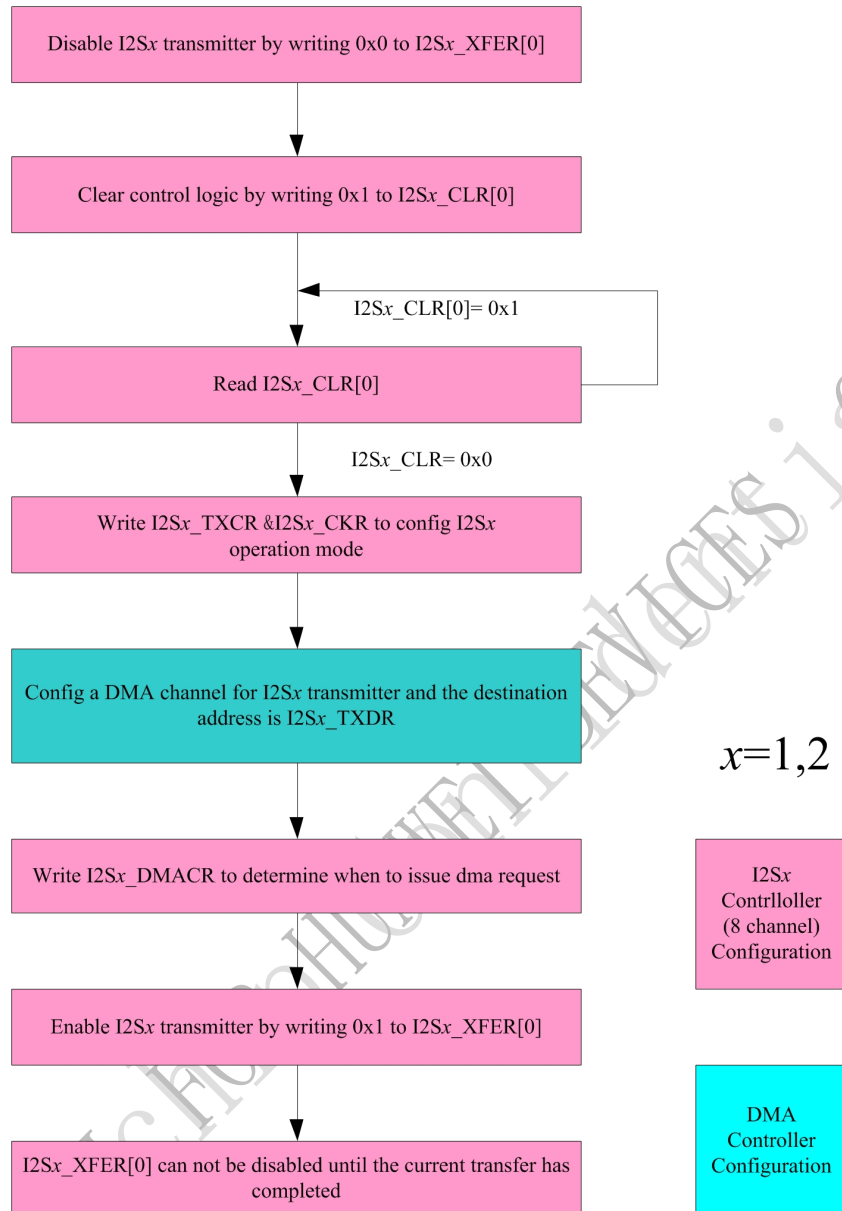 Disable I2Sx transmitter by writing 0x0 to I2Sx_XFER[0]
Clear control logic by writing 0x1 to I2Sx_CLR[0]
I2Sx_CLR[0]= 0x1
Read I2Sx_CLR[0]
I2Sx_CLR= 0x0
Write I2Sx_TXCR &I2Sx_CKR to config I2Sx
operation mode
Config a DMA channel for I2Sx transmitter and the destination
address is I2Sx_TXDR
x=1,2
Write I2Sx_DMACR to determine when to issue dma request
I2Sx
Contrlloller
(8 channel)
Configuration
Enable I2Sx transmitter by writing 0x1 to I2Sx_XFER[0]
DMA
Controller
Configuration
I2Sx_XFER[0] can not be disabled until the current transfer has
completed